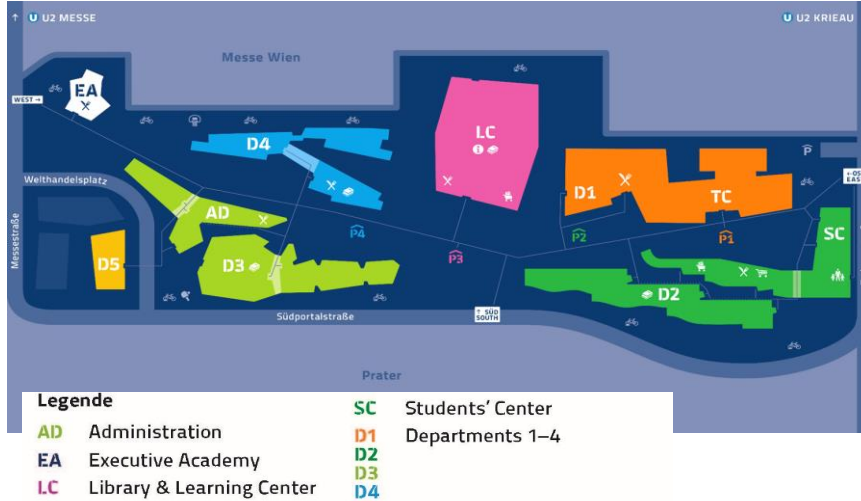 ↑ U U2 MESSE
U U2 KRIEAU
Messe Wien
EA
WEST →
LC
D4
P
D1
TC
Welthandelsplatz
AD
SC
P4
P2
P1
P3
Messestraße
D5
D3
D2
↑ SÜD
SOUTH
Südportalstraße
Prater
Legende
AD Administration
EA Executive Academy
LC Library & Learning Center
SC Students’ Center
D1 Departments 1–4
D2
D3
D4